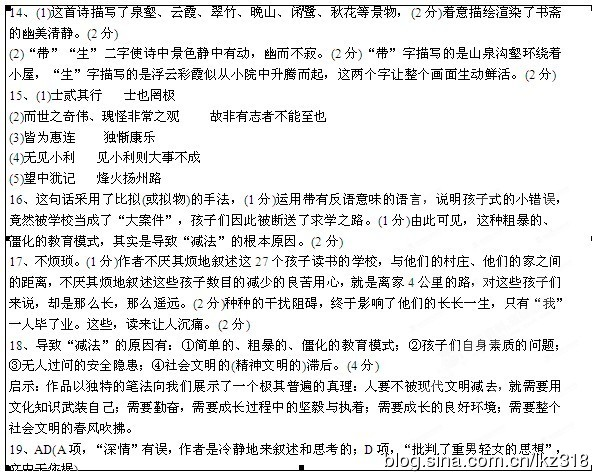 14、(1)这首诗描写了泉壑、云霞、翠竹、晚山、闲鹭、秋花等景物，(2分)着意描绘渲染了书斋
的幽美清静。(2分)
(2)“带”“生”二字使诗中景色静中有动，幽而不寂。(2分)“带”字描写的是山泉沟壑环绕着
小屋，“生”字描写的是浮云彩霞似从小院中升腾而起，这两个字让整个画面生动鲜活。(2分)
15、(1)士贰其行 士也罔极
(2)而世之奇伟、瑰怪非常之观 故非有志者不能至也
(3)皆为惠连 独惭康乐
(4)无见小利 见小利则大事不成
(5)望中犹记 烽火扬州路
16、这句话采用了比拟(或拟物)的手法，(1分)运用带有反语意味的语言，说明孩子式的小错误，
竟然被学校当成了“大案件”，孩子们因此被断送了求学之路。(1分)由此可见，这种粗暴的、
僵化的教育模式，其实是导致“减法”的根本原因。(2分)
17、不烦琐。(1分)作者不厌其烦地叙述这27个孩子读书的学校，与他们的村庄、他们的家之间
的距离，不厌其烦地叙述这些孩子数目的减少的良苦用心，就是离家4公里的路，对这些孩子们
来说，却是那么长，那么遥远。(2分)种种的干扰阻碍，终于影响了他们的长长一生，只有“我”
一人毕了业。这些，读来让人沉痛。(2分)
18、导致“减法”的原因有：①简单的、粗暴的、僵化的教育模式；②孩子们自身素质的问题；
③无人过问的安全隐患；④社会文明的(精神文明的)滞后。(4分)
启示：作品以独特的笔法向我们展示了一个极其普遍的真理：人要不被现代文明减去，就需要用
文化知识武装自己；需要勤奋，需要成长过程中的坚毅与执着；需要成长的良好环境；需要整个
社会文明的春风吹拂。
19、AD(A项，“深情”有误，作者是冷静地来叙述和思考的；D项，“批判了重男轻女的思想”，
文中无依据)
blog.sina.com.cn/lkz318